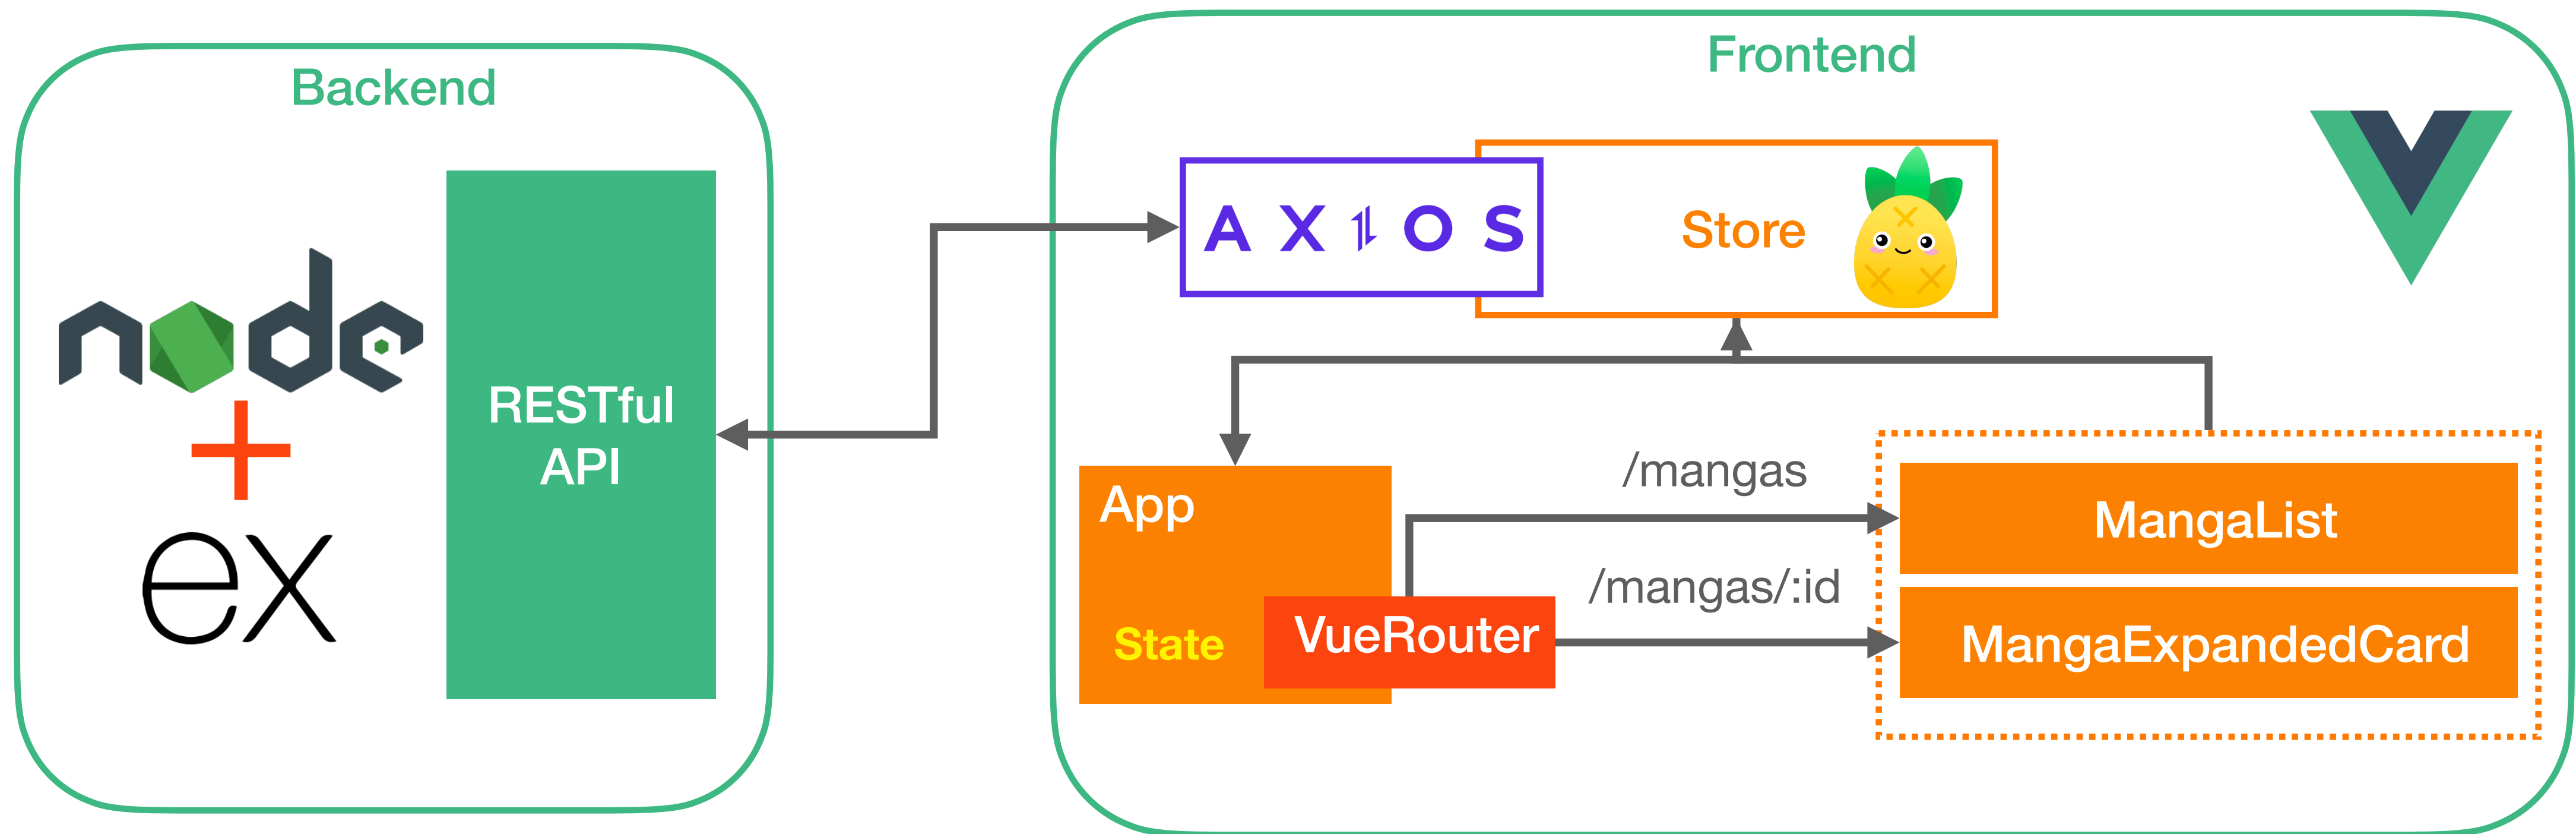 Backend
node
ex
RESTful
API
Frontend
AXIOS
Store
App
State
VueRouter
/mangas
/mangas/:id
MangaList
MangaExpandedCard